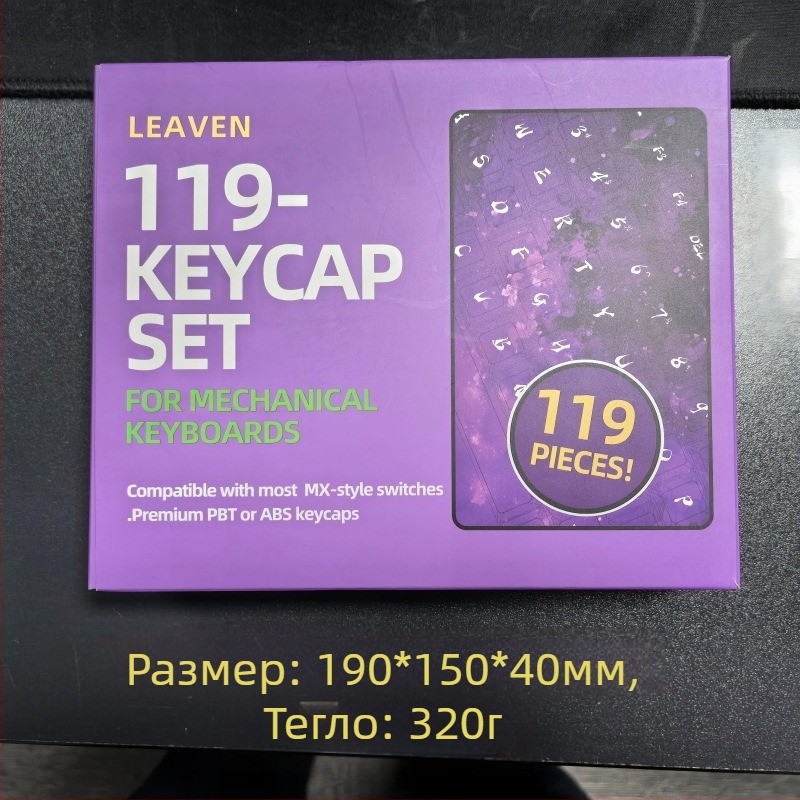 LEAVEN
119-
KEYCAP
SET
FOR MECHANICAL
KEYBOARDS
Compatible with most MX-style switches
.Premium PBT or ABS keycaps
119
PIECES!
Размер: 190*150*40мм,
Тегло: 320г